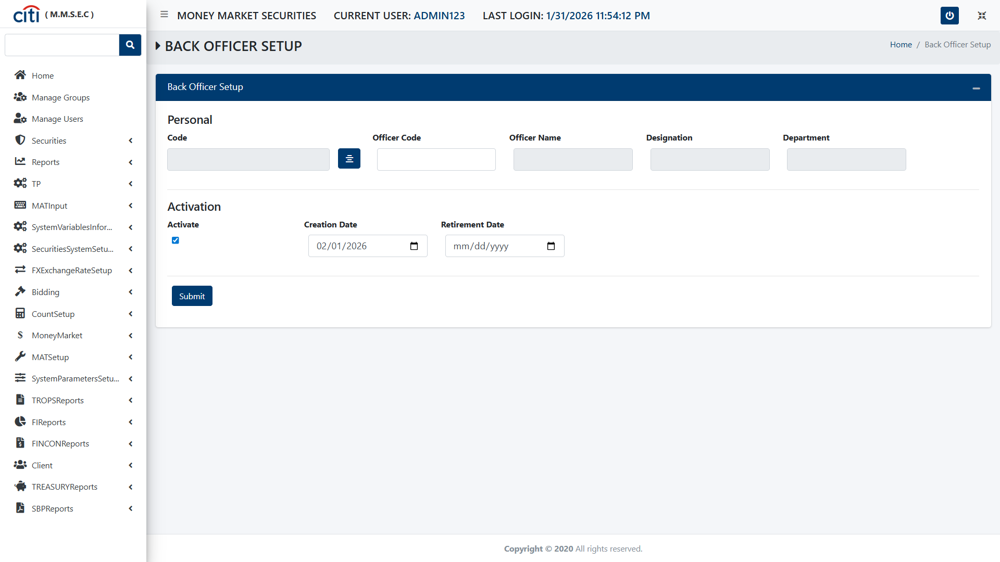 citi ( M.M.S.E.C )
MONEY MARKET SECURITIES CURRENT USER: ADMIN123 LAST LOGIN: 1/31/2026 11:54:12 PM
BACK OFFICER SETUP
Home / Back Officer Setup
Home
Manage Groups
Manage Users
Securities
Reports
TP
MATInput
SystemVariablesInfor...
SecuritiesSystemSetu...
FXExchangeRateSetup
Bidding
CountSetup
MoneyMarket
MATSetup
SystemParametersSetu...
TROPSReports
FIReports
FINCONReports
Client
TREASURYReports
SBPReports
Back Officer Setup
Personal
Code Officer Code Officer Name Designation Department
Activation
Activate Creation Date Retirement Date
02/01/2026 mm/dd/yyyy
Submit
Copyright © 2020 All rights reserved.